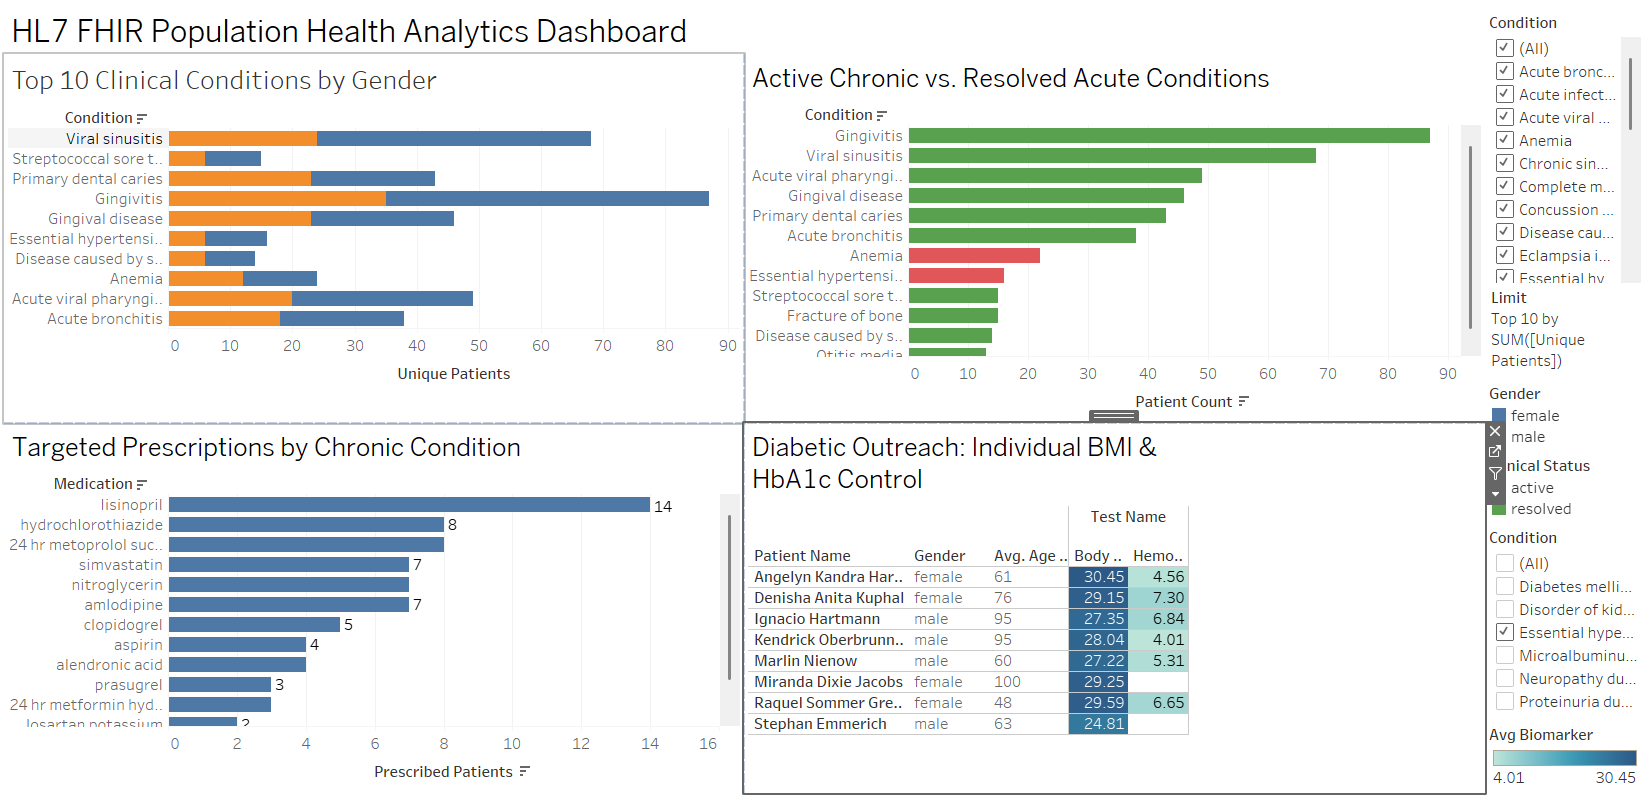 HL7 FHIR Population Health Analytics Dashboard
Top 10 Clinical Conditions by Gender
Condition
Viral sinusitis
Streptococcal sore t..
Primary dental caries
Gingivitis
Gingival disease
Essential hypertensi..
Disease caused by s..
Anemia
Acute viral pharyngi..
Acute bronchitis
0 10 20 30 40 50 60 70 80 90
Unique Patients
Active Chronic vs. Resolved Acute Conditions
Condition
Gingivitis
Viral sinusitis
Acute viral pharyngi..
Gingival disease
Primary dental caries
Acute bronchitis
Anemia
Essential hypertensi..
Streptococcal sore t..
Fracture of bone
Disease caused by s..
Otitis media
0 10 20 30 40 50 60 70 80 90
Patient Count
Targeted Prescriptions by Chronic Condition
Medication
lisinopril 14
hydrochlorothiazide 8
24 hr metoprolol suc..
simvastatin 7
nitroglycerin
amlodipine 7
clopidogrel 5
aspirin 4
alendronic acid
prasugrel 3
24 hr metformin hyd..
losartan potassium 2
0 2 4 6 8 10 12 14 16
Prescribed Patients
Diabetic Outreach: Individual BMI &
HbA1c Control
Test Name
Patient Name Gender Avg. Age .. Body .. Hemo..
Angelyn Kandra Har.. female 61 30.45 4.56
Denisha Anita Kuphal female 76 29.15 7.30
Ignacio Hartmann male 95 27.35 6.84
Kendrick Oberbrunn.. male 95 28.04 4.01
Marlin Nienow male 60 27.22 5.31
Miranda Dixie Jacobs female 100 29.25
Raquel Sommer Gre.. female 48 29.59 6.65
Stephan Emmerich male 63 24.81
Condition
(All)
Acute bronc...
Acute infect...
Acute viral ...
Anemia
Chronic sin...
Complete m...
Concussion ...
Disease cau...
Eclampsia i...
Essential hy
Limit
Top 10 by
SUM([Unique
Patients])
Gender
female
male
nical Status
active
resolved
Condition
(All)
Diabetes melli...
Disorder of kid...
Essential hype...
Microalbuminu...
Neuropathy du...
Proteinuria du...
Avg Biomarker
4.01 30.45